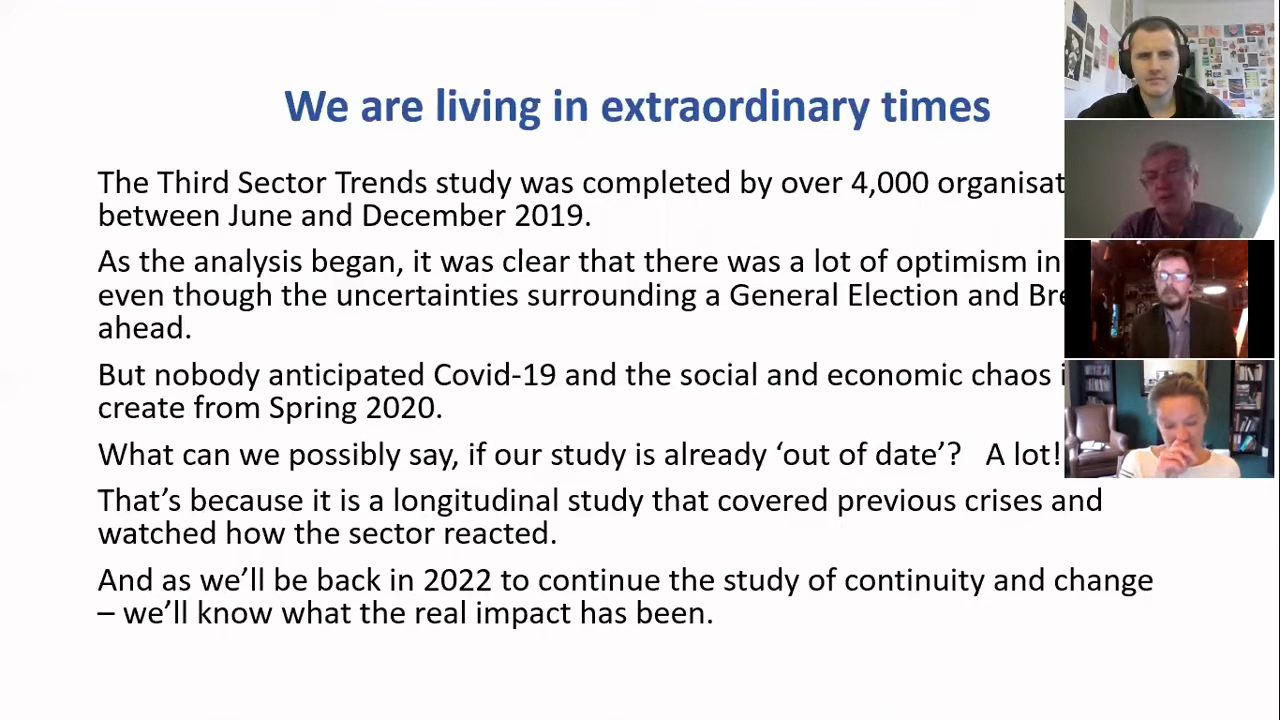 We are living in extraordinary times
The Third Sector Trends study was completed by over 4,000
between June and December 2019.
As the analysis began, it was clear that there was a lot of optimism in
even though the uncertainties surrounding a General Election and
ahead.
But nobody anticipated Covid-19 and the social and economic chaos
create from Spring 2020.
What can we possibly say, if our study is already ‘out of date’? A lot!
That’s because it is a longitudinal study that covered previous crises and
watched how the sector reacted.
And as we’ll be back in 2022 to continue the study of continuity and change
– we’ll know what the real impact has been.